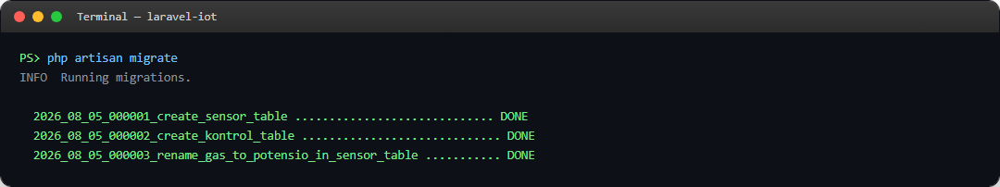 Terminal — laravel-iot
PS> php artisan migrate
INFO  Running migrations.
2026_08_05_000001_create_sensor_table ............................. DONE
2026_08_05_000002_create_kontrol_table ............................. DONE
2026_08_05_000003_rename_gas_to_potensio_in_sensor_table ........... DONE